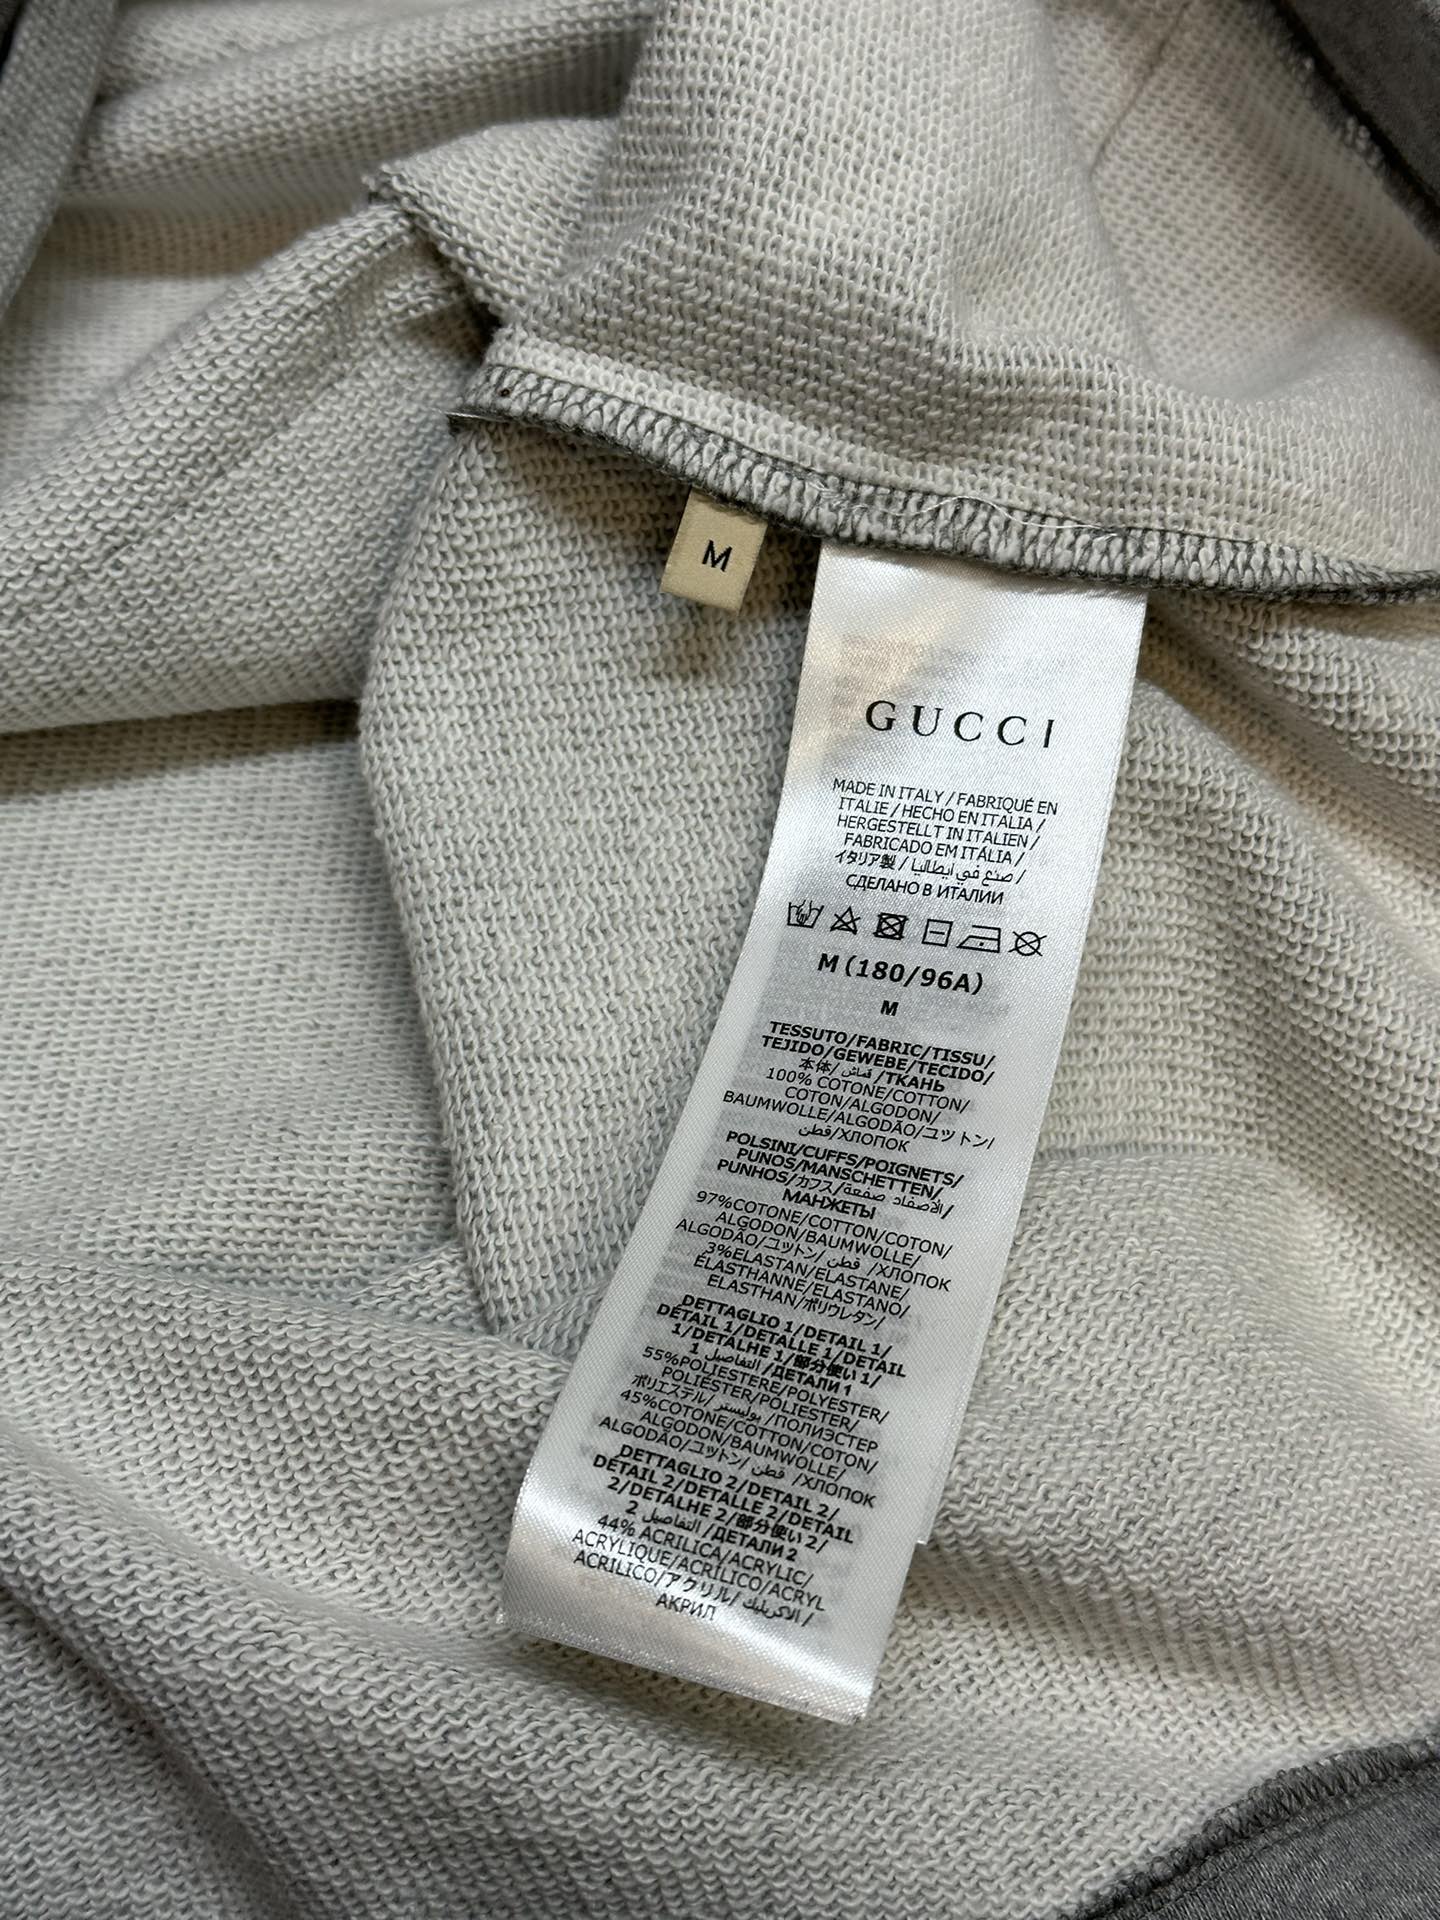 M
GUCCI
MADE IN ITALY / FABRIQUÉ EN
ITALIE / HECHO EN ITALIA /
HERGESTELLT IN ITALIEN /
FABRICADO EM ITÁLIA /
イタリア製 / صنع في إيطاليا /
СДЕЛАНО В ИТАЛИИ
M (180/96A)
M
TESSUTO/FABRIC/TISSU/
TEJIDO/GEWEBE/TECIDO/
本体/ قماش /ТКАНЬ
100% COTONE/COTTON/
COTON/ALGODON/
BAUMWOLLE/ALGODÃO/コットン/
قطن/ХЛОПОК
POLSINI/CUFFS/POIGNETS/
PUNOS/MANSCHETTEN/
PUNHOS/カフス/الأصفاد صفعة/
МАНЖЕТЫ
97%COTONE/COTTON/COTON/
ALGODON/BAUMWOLLE/
ALGODÃO/コットン/ قطن /ХЛОПОК
3%ELASTAN/ELASTANE/
ÉLASTHANNE/ELASTANO/
ELASTHAN/ポリウレタン/
DETTAGLIO 1/DETAIL 1/
DÉTAIL 1/DETALLE 1/DETAIL
1/DETALHE 1/部分使い 1/
1 التفاصيل /ДЕТАЛИ 1
55%POLIESTERE/POLYESTER/
POLIÉSTER/POLIESTER/
ポリエステル/ بوليستر /ПОЛИЭСТЕР
45%COTONE/COTTON/COTON/
ALGODON/BAUMWOLLE/
ALGODÃO/コットン/ قطن /ХЛОПОК
DETTAGLIO 2/DETAIL 2/
DÉTAIL 2/DETALLE 2/DETAIL
2/DETALHE 2/部分使い 2/
2 التفاصيل /ДЕТАЛИ 2
44% ACRILICA/ACRYLIC/
ACRYLIQUE/ACRÍLICO/ACRYL
ACRILICO/アクリル/ الاكريليك /
АКРИЛ